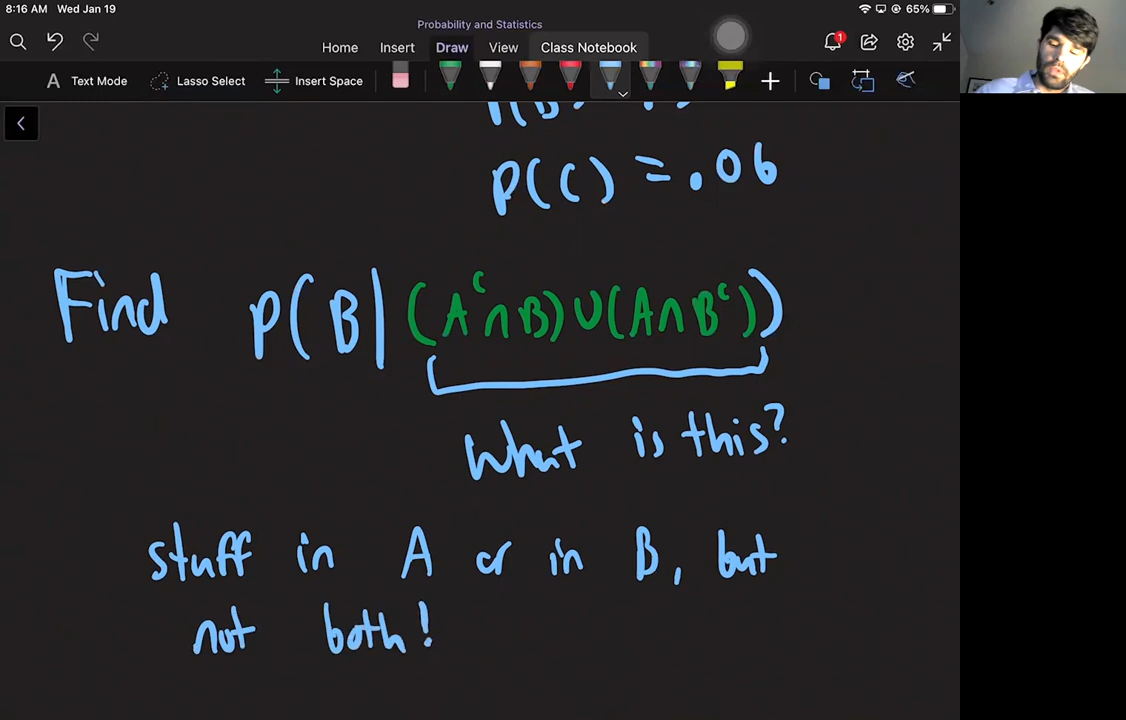 8:16 AM Wed Jan 19
65%
Probability and Statistics
Home Insert Draw View Class Notebook
1
A Text Mode Lasso Select Insert Space
P(C) = .06
Find P(B|(Aᶜ∩B)∪(A∩Bᶜ))
What is this?
stuff in A or in B, but
not both!